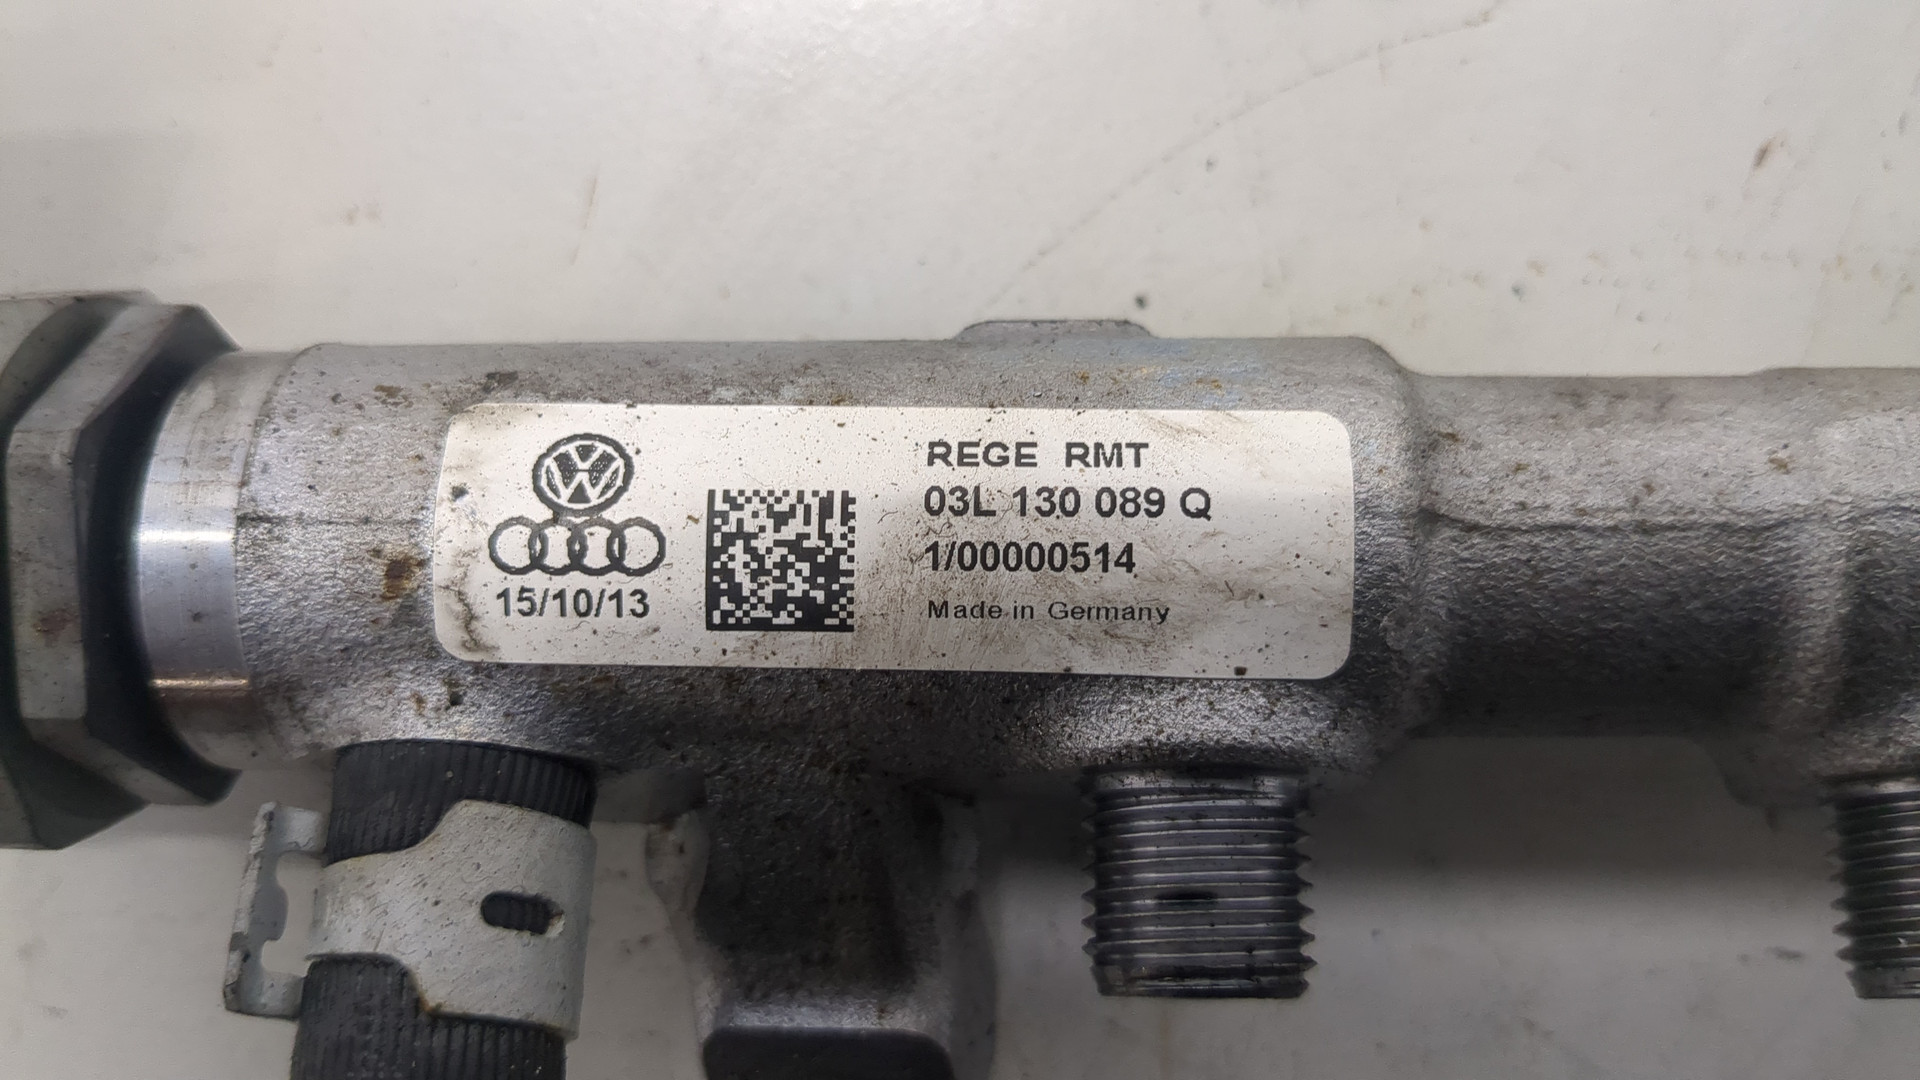 15/10/13
REGE RMT
03L 130 089 Q
1/00000514
Made in Germany